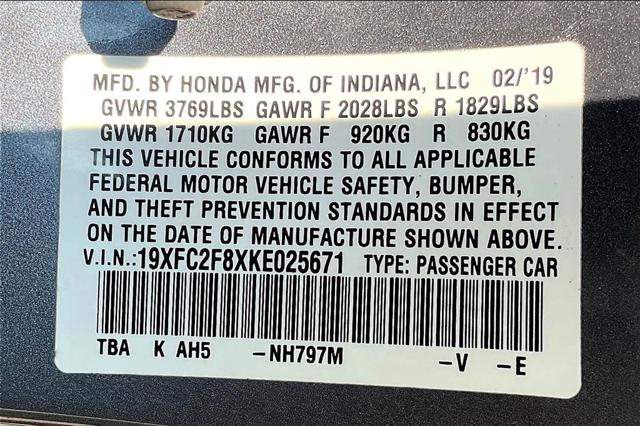 MFD. BY HONDA MFG. OF INDIANA, LLC 02/'19
GVWR 3769LBS GAWR F 2028LBS R 1829LBS
GVWR 1710KG GAWR F 920KG R 830KG
THIS VEHICLE CONFORMS TO ALL APPLICABLE
FEDERAL MOTOR VEHICLE SAFETY, BUMPER,
AND THEFT PREVENTION STANDARDS IN EFFECT
ON THE DATE OF MANUFACTURE SHOWN ABOVE.
V.I.N.:19XFC2F8XKE025671 TYPE: PASSENGER CAR
TBA K AH5 -NH797M -V -E